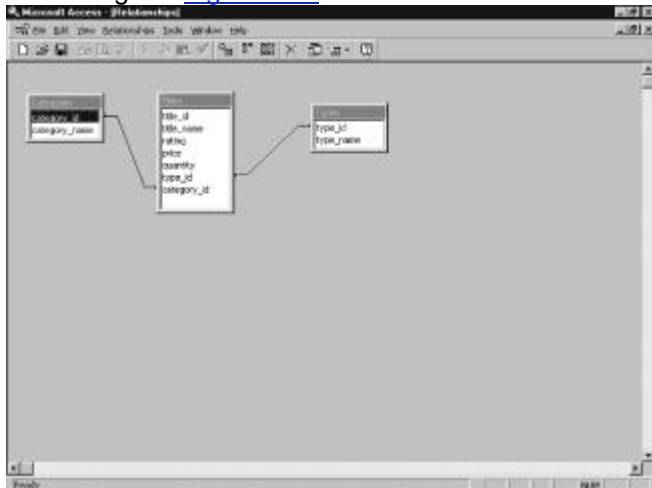 Microsoft Access - [Relationships]
File Edit View Relationships Tools Window Help
Categories
category_id
category_name
Titles
title_id
title_name
rating
price
quantity
type_id
category_id
Types
type_id
type_name
Ready
NUM